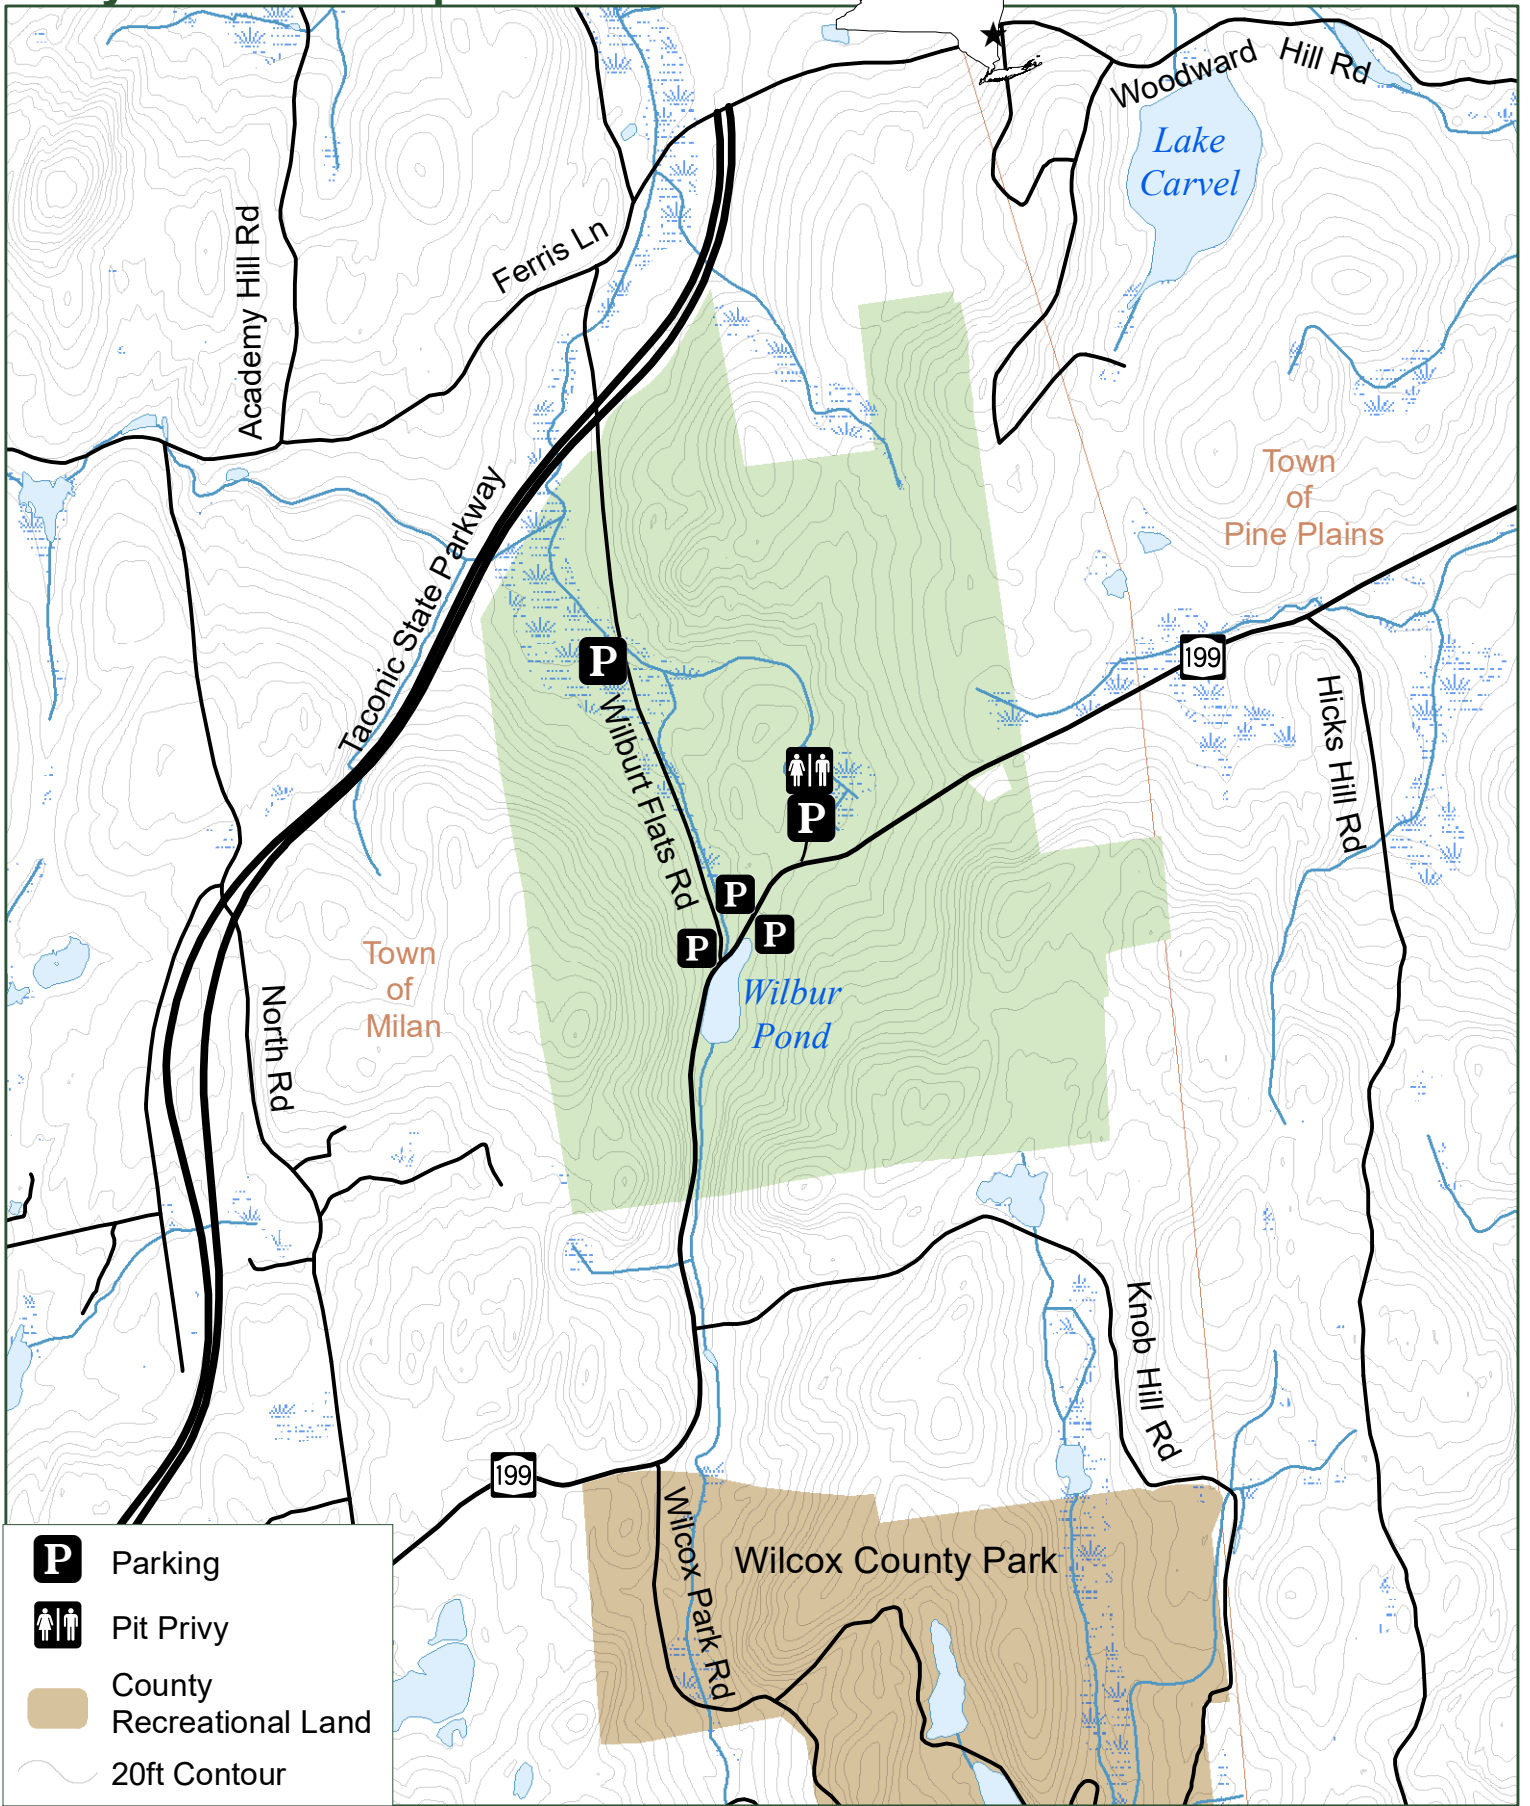 Woodward Hill Rd
Lake
Carvel
Academy Hill Rd
Ferris Ln
Taconic State Parkway
Town
of
Pine Plains
199
P
Wilburt Flats Rd
Hicks Hill Rd
P
P
P
P
Town
of
Milan
Wilbur
Pond
North Rd
Knob Hill Rd
199
Wilcox Park Rd
Wilcox County Park
P Parking
Pit Privy
County
Recreational Land
20ft Contour